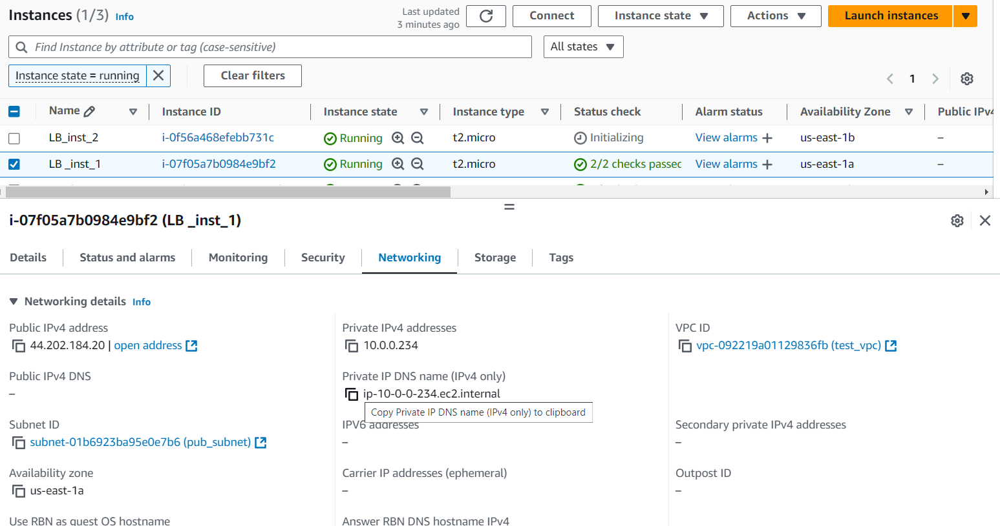 Instances (1/3) Info
Last updated
3 minutes ago
Connect
Instance state
Actions
Launch instances
Find Instance by attribute or tag (case-sensitive)
All states
Instance state = running
Clear filters
1
Name Instance ID Instance state Instance type Status check Alarm status Availability Zone Public IPv4
LB_inst_2 i-0f56a468efebb731c Running t2.micro Initializing View alarms + us-east-1b –
LB _inst_1 i-07f05a7b0984e9bf2 Running t2.micro 2/2 checks passec View alarms + us-east-1a –
i-07f05a7b0984e9bf2 (LB _inst_1)
Details Status and alarms Monitoring Security Networking Storage Tags
Networking details Info
Public IPv4 address
44.202.184.20 | open address
Private IPv4 addresses
10.0.0.234
VPC ID
vpc-092219a01129836fb (test_vpc)
Public IPv4 DNS
–
Private IP DNS name (IPv4 only)
ip-10-0-0-234.ec2.internal
Copy Private IP DNS name (IPv4 only) to clipboard
Subnet ID
subnet-01b6923ba95e0e7b6 (pub_subnet)
IPV6 addresses
–
Secondary private IPv4 addresses
–
Availability zone
us-east-1a
Carrier IP addresses (ephemeral)
–
Outpost ID
–
Use RBN as guest OS hostname
Answer RBN DNS hostname IPv4